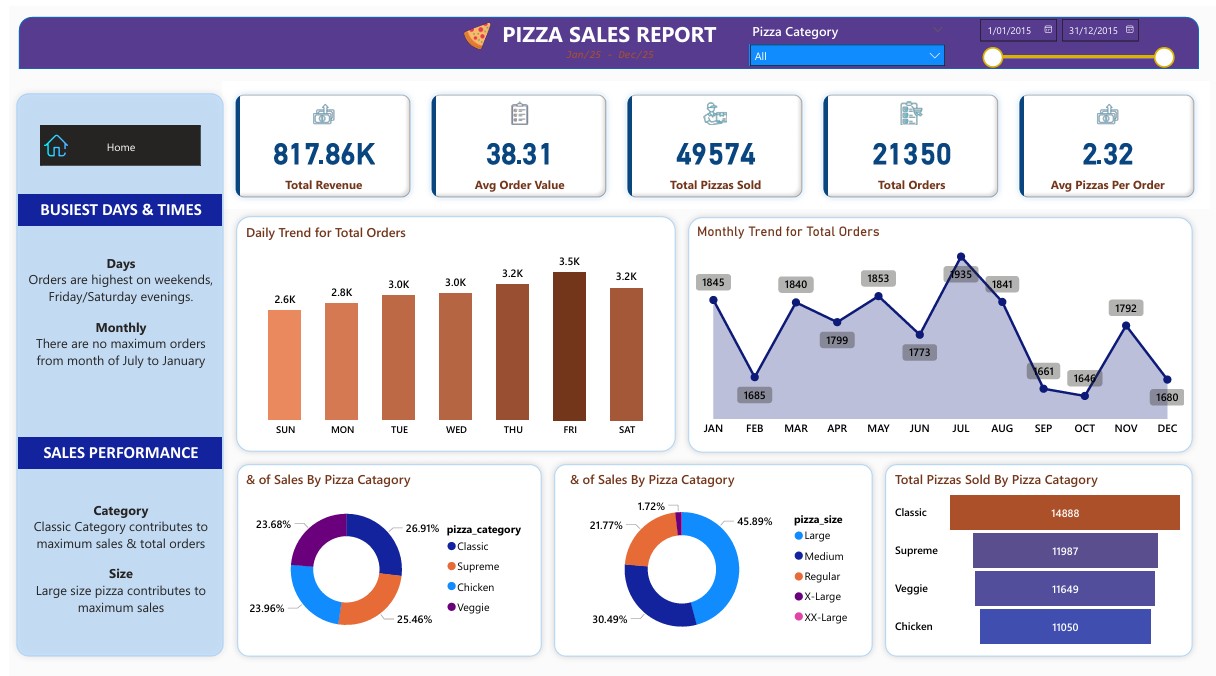 PIZZA SALES REPORT
Jan/25 - Dec/25
Pizza Category
All
1/01/2015
31/12/2015
Home
BUSIEST DAYS & TIMES
Days
Orders are highest on weekends,
Friday/Saturday evenings.
Monthly
There are no maximum orders
from month of July to January
SALES PERFORMANCE
Category
Classic Category contributes to
maximum sales & total orders
Size
Large size pizza contributes to
maximum sales
817.86K
Total Revenue
38.31
Avg Order Value
49574
Total Pizzas Sold
21350
Total Orders
2.32
Avg Pizzas Per Order
Daily Trend for Total Orders
2.6K
2.8K
3.0K
3.0K
3.2K
3.5K
3.2K
SUN MON TUE WED THU FRI SAT
Monthly Trend for Total Orders
1845
1685
1840
1799
1853
1773
1935
1841
1661
1646
1792
1680
JAN FEB MAR APR MAY JUN JUL AUG SEP OCT NOV DEC
& of Sales By Pizza Catagory
23.68%
26.91%
23.96%
25.46%
pizza_category
Classic
Supreme
Chicken
Veggie
& of Sales By Pizza Catagory
1.72%
21.77%
45.89%
30.49%
pizza_size
Large
Medium
Regular
X-Large
XX-Large
Total Pizzas Sold By Pizza Catagory
Classic 14888
Supreme 11987
Veggie 11649
Chicken 11050